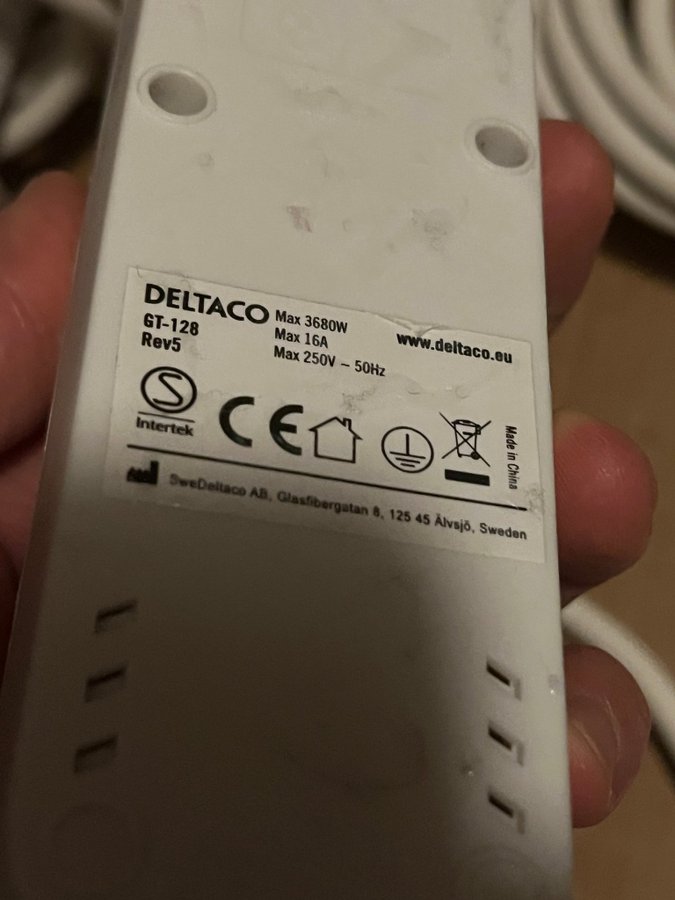 DELTACO
GT-128
Rev5
Max 3680W
Max 16A
Max 250V – 50Hz
www.deltaco.eu
S
Intertek
CE
Made in China
SweDeltaco AB, Glasfibergatan 8, 125 45 Älvsjö, Sweden